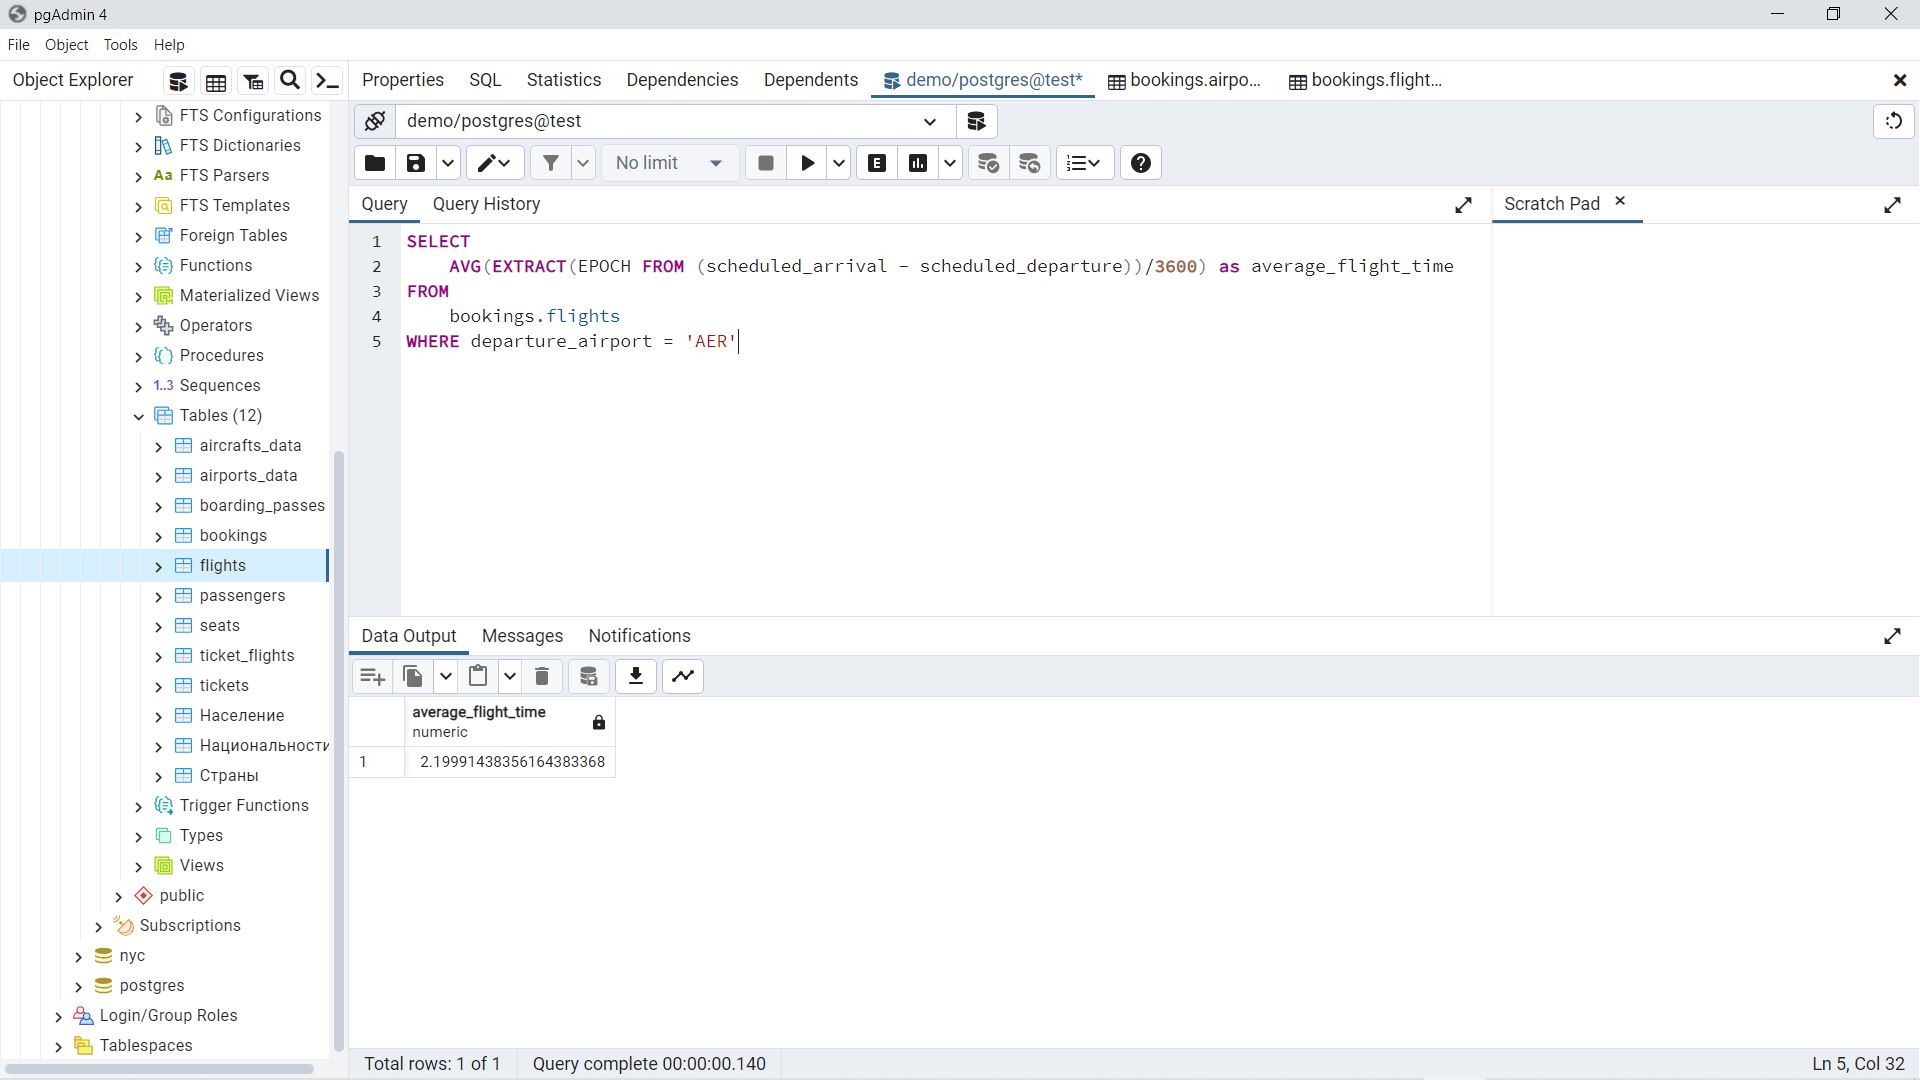 pgAdmin 4
File Object Tools Help
Object Explorer
Properties SQL Statistics Dependencies Dependents demo/postgres@test* bookings.airpo... bookings.flight...
demo/postgres@test
No limit
E
Query Query History
Scratch Pad
1 SELECT
2 AVG(EXTRACT(EPOCH FROM (scheduled_arrival - scheduled_departure))/3600) as average_flight_time
3 FROM
4 bookings.flights
5 WHERE departure_airport = 'AER'
FTS Configurations
FTS Dictionaries
Aa FTS Parsers
FTS Templates
Foreign Tables
Functions
Materialized Views
Operators
Procedures
1..3 Sequences
Tables (12)
aircrafts_data
airports_data
boarding_passes
bookings
flights
passengers
seats
ticket_flights
tickets
Население
Национальности
Страны
Trigger Functions
Types
Views
public
Subscriptions
nyc
postgres
Login/Group Roles
Tablespaces
Data Output Messages Notifications
average_flight_time
numeric
1 2.19991438356164383368
Total rows: 1 of 1 Query complete 00:00:00.140
Ln 5, Col 32